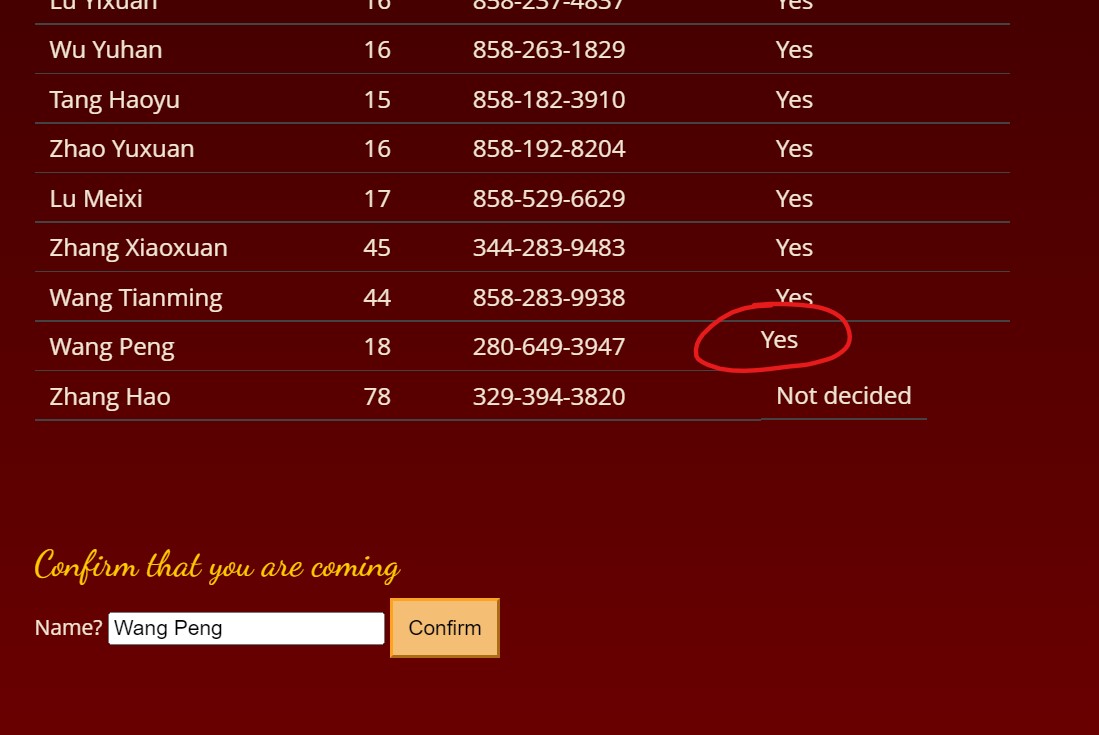 Lu Yixuan 16 858-237-4837 Yes
Wu Yuhan 16 858-263-1829 Yes
Tang Haoyu 15 858-182-3910 Yes
Zhao Yuxuan 16 858-192-8204 Yes
Lu Meixi 17 858-529-6629 Yes
Zhang Xiaoxuan 45 344-283-9483 Yes
Wang Tianming 44 858-283-9938 Yes
Wang Peng 18 280-649-3947 Yes
Zhang Hao 78 329-394-3820 Not decided
Confirm that you are coming
Name? Wang Peng Confirm